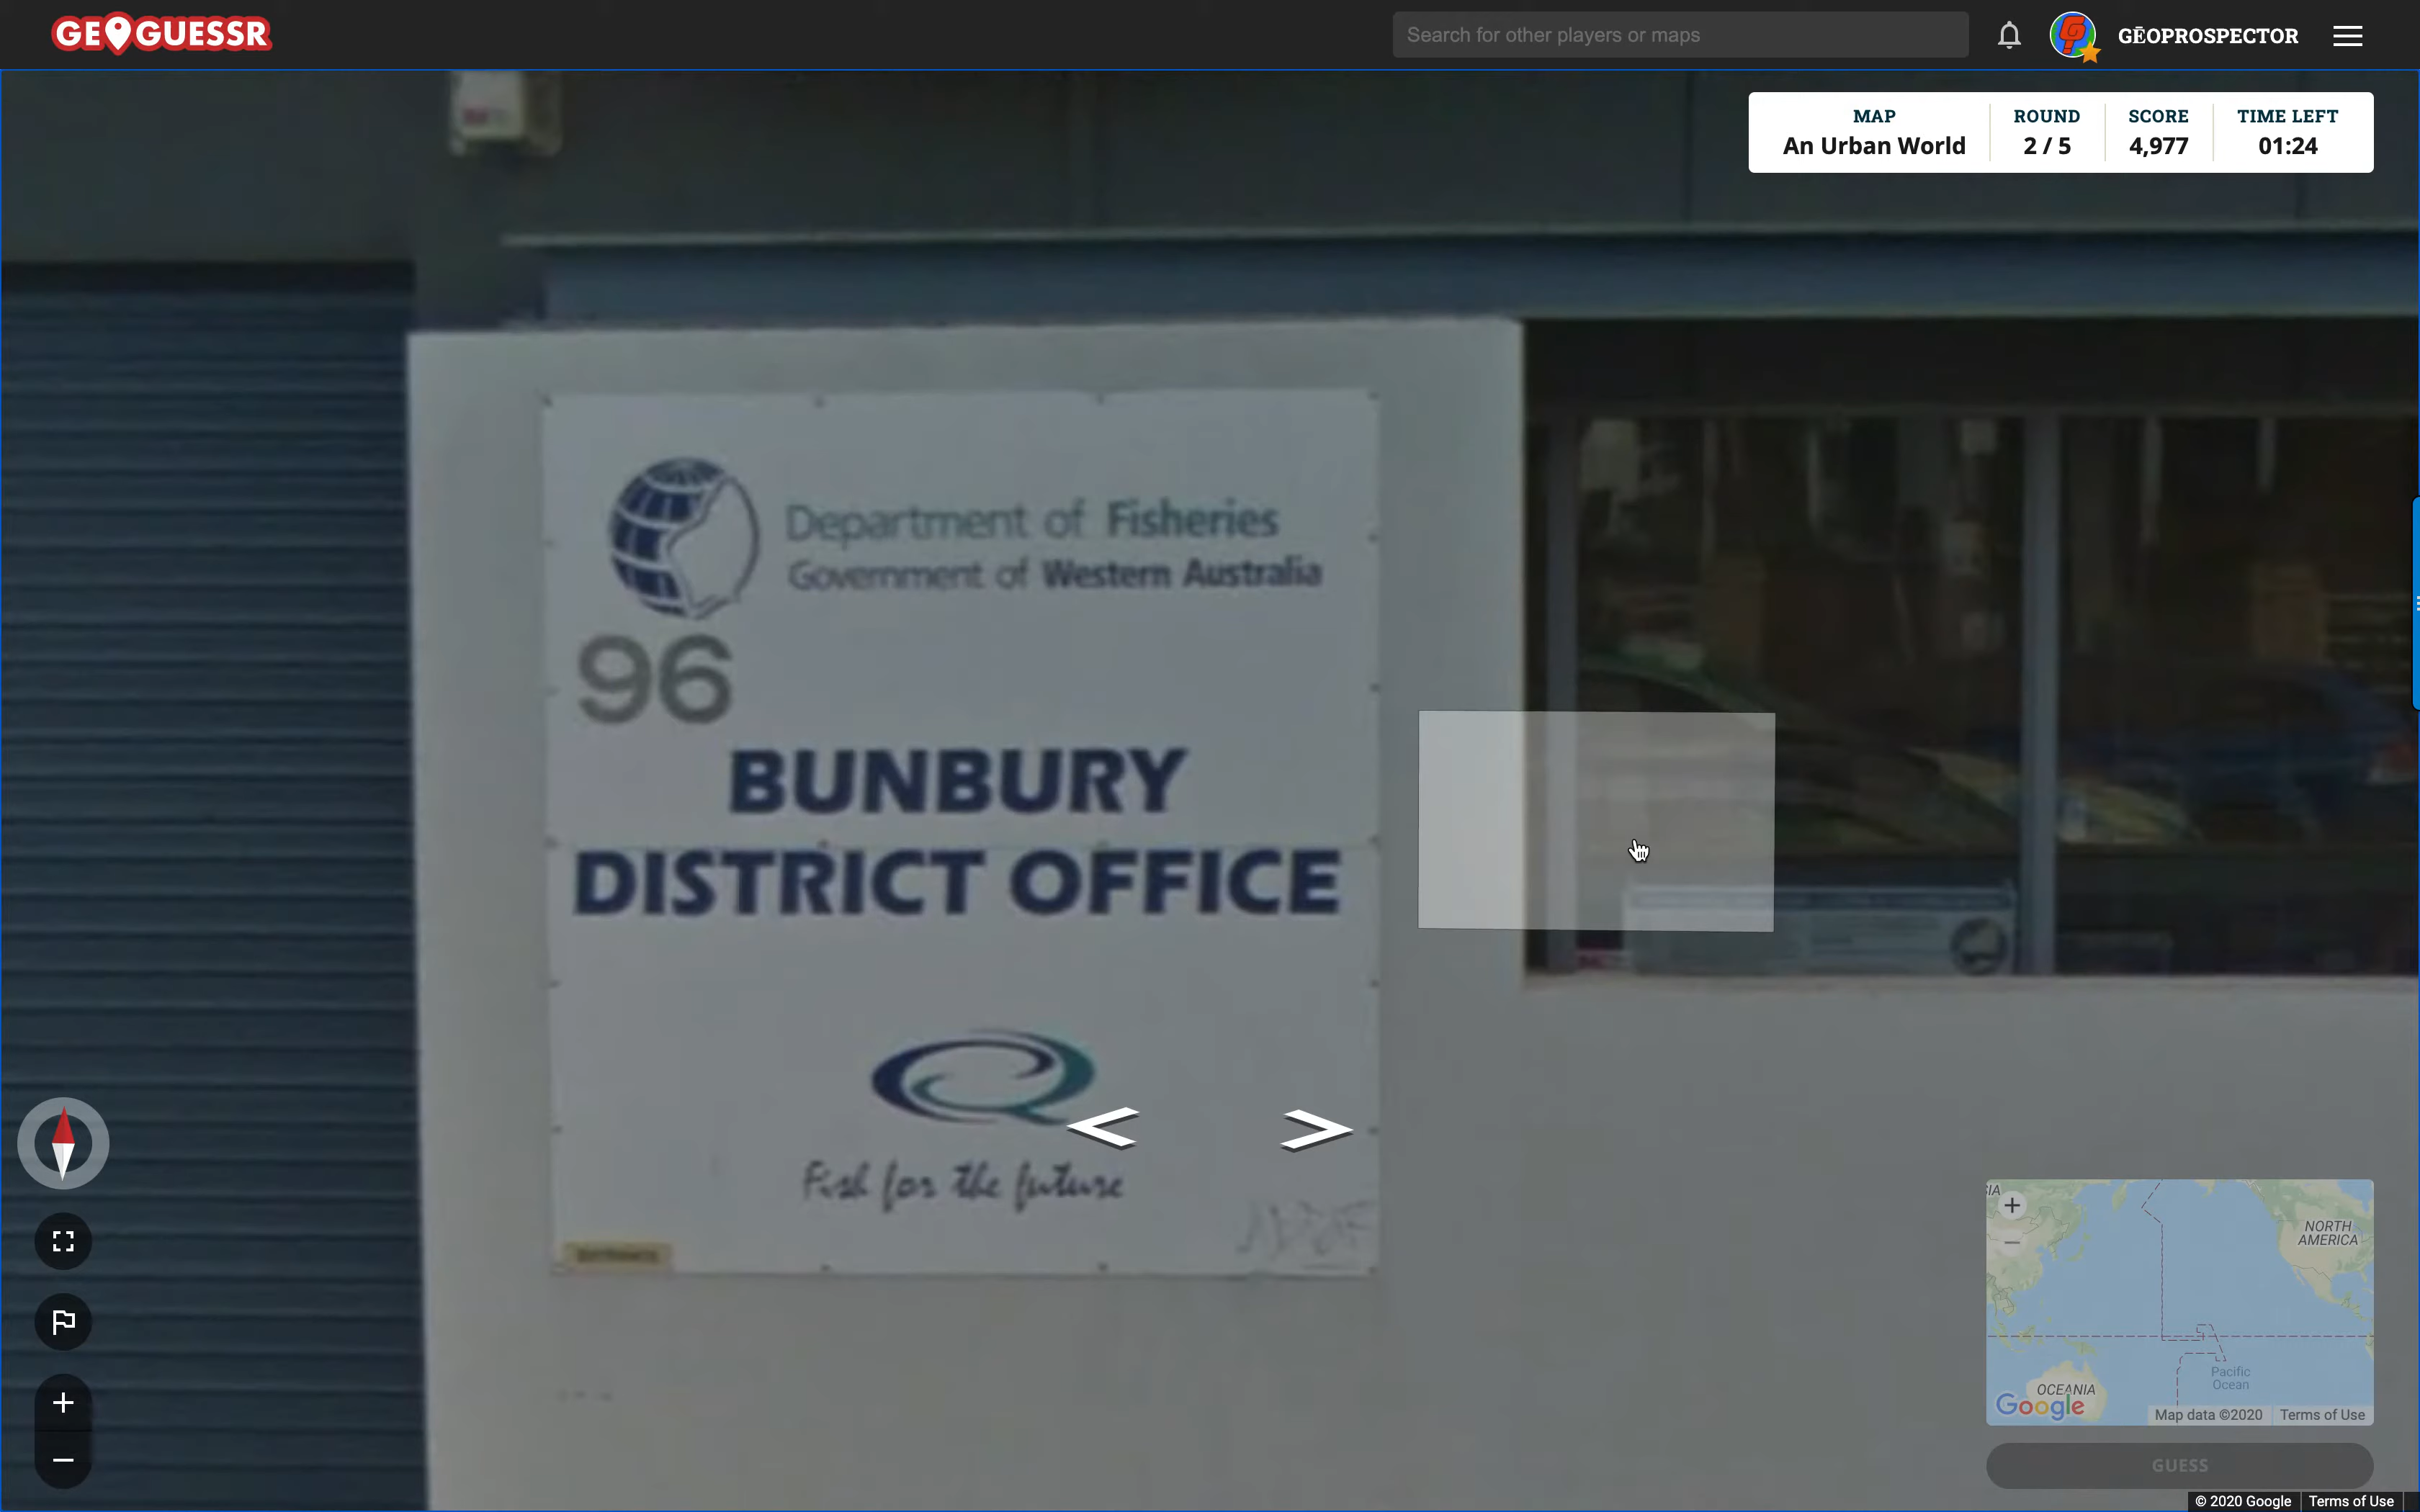 GEOGUESSR
Search for other players or maps
GĒOPROSPECTOR
MAP
ROUND
SCORE
TIME LEFT
An Urban World
2 / 5
4,977
01:24
Department of Fisheries
Government of Western Australia
96
BUNBURY
DISTRICT OFFICE
Fish for the future
IA
NORTH
AMERICA
Pacific
Ocean
OCEANIA
Google
Map data ©2020
Terms of Use
GUESS
© 2020 Google
Terms of Use